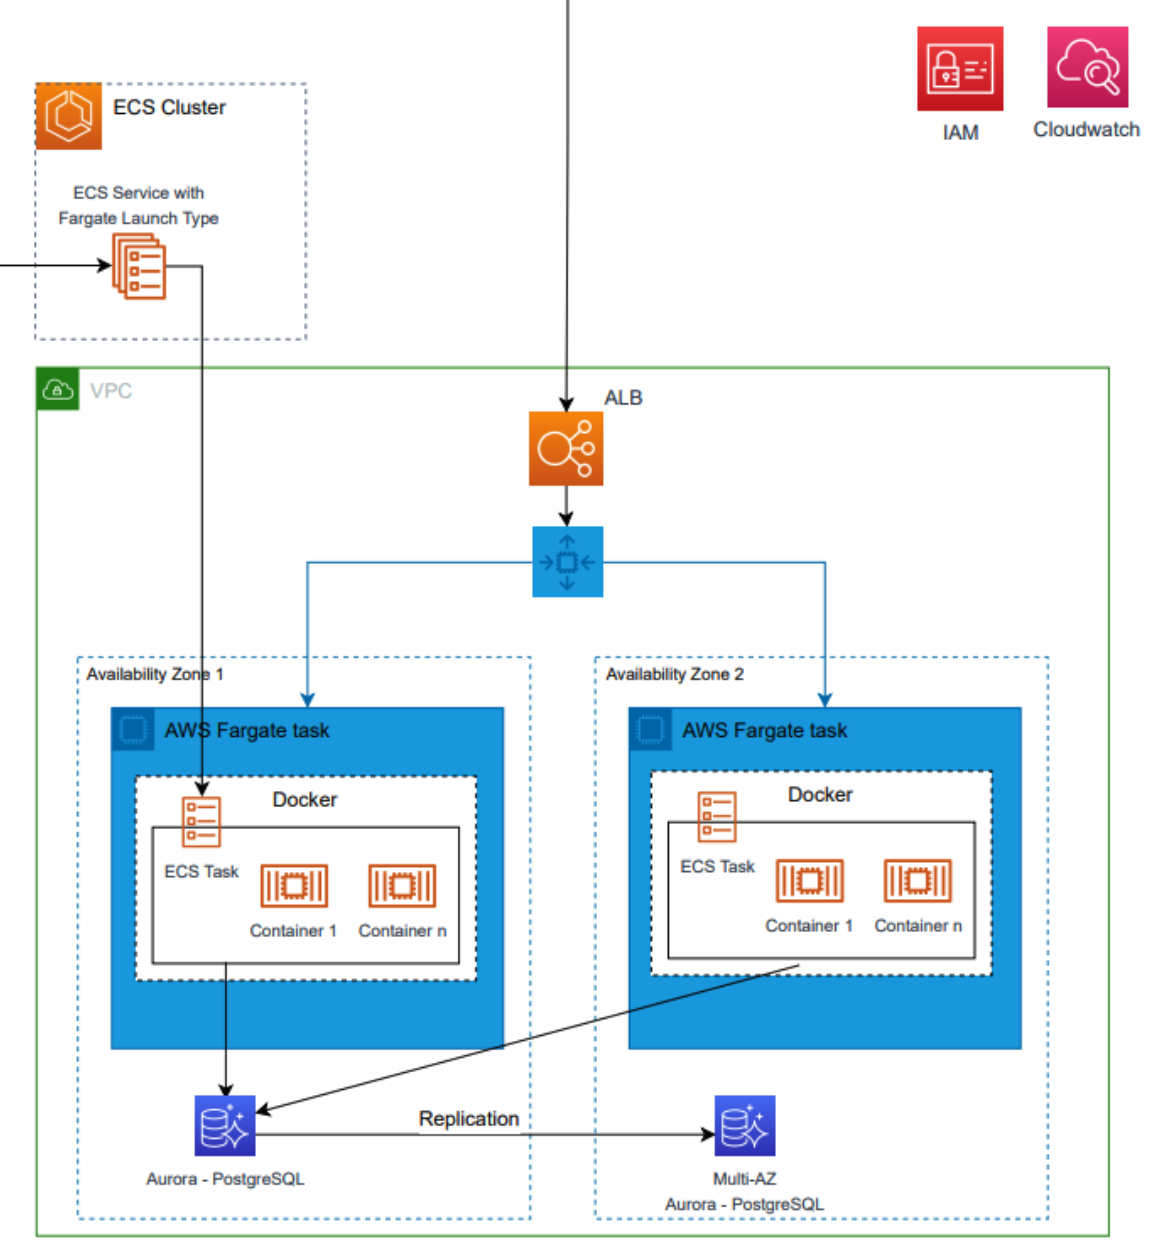 IAM
Cloudwatch
ECS Cluster
ECS Service with
Fargate Launch Type
VPC
ALB
Availability Zone 1
AWS Fargate task
Docker
ECS Task
Container 1
Container n
Availability Zone 2
AWS Fargate task
Docker
ECS Task
Container 1
Container n
Replication
Aurora - PostgreSQL
Multi-AZ
Aurora - PostgreSQL